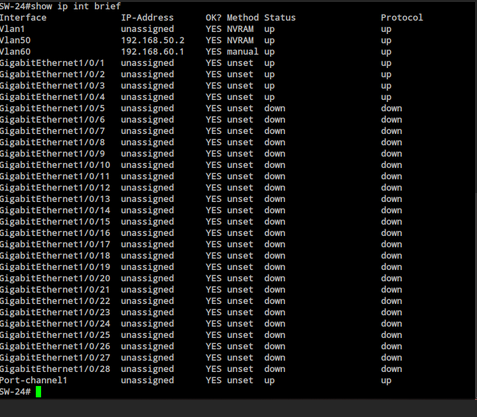 SW-24#show ip int brief
Interface              IP-Address      OK? Method Status                Protocol
Vlan1                  unassigned      YES NVRAM  up                    up
Vlan50                 192.168.50.2    YES NVRAM  up                    up
Vlan60                 192.168.60.1    YES manual up                    up
GigabitEthernet1/0/1   unassigned      YES unset  up                    up
GigabitEthernet1/0/2   unassigned      YES unset  up                    up
GigabitEthernet1/0/3   unassigned      YES unset  up                    up
GigabitEthernet1/0/4   unassigned      YES unset  up                    up
GigabitEthernet1/0/5   unassigned      YES unset  down                  down
GigabitEthernet1/0/6   unassigned      YES unset  down                  down
GigabitEthernet1/0/7   unassigned      YES unset  down                  down
GigabitEthernet1/0/8   unassigned      YES unset  down                  down
GigabitEthernet1/0/9   unassigned      YES unset  down                  down
GigabitEthernet1/0/10  unassigned      YES unset  down                  down
GigabitEthernet1/0/11  unassigned      YES unset  down                  down
GigabitEthernet1/0/12  unassigned      YES unset  down                  down
GigabitEthernet1/0/13  unassigned      YES unset  down                  down
GigabitEthernet1/0/14  unassigned      YES unset  down                  down
GigabitEthernet1/0/15  unassigned      YES unset  down                  down
GigabitEthernet1/0/16  unassigned      YES unset  down                  down
GigabitEthernet1/0/17  unassigned      YES unset  down                  down
GigabitEthernet1/0/18  unassigned      YES unset  down                  down
GigabitEthernet1/0/19  unassigned      YES unset  down                  down
GigabitEthernet1/0/20  unassigned      YES unset  down                  down
GigabitEthernet1/0/21  unassigned      YES unset  down                  down
GigabitEthernet1/0/22  unassigned      YES unset  down                  down
GigabitEthernet1/0/23  unassigned      YES unset  down                  down
GigabitEthernet1/0/24  unassigned      YES unset  down                  down
GigabitEthernet1/0/25  unassigned      YES unset  down                  down
GigabitEthernet1/0/26  unassigned      YES unset  down                  down
GigabitEthernet1/0/27  unassigned      YES unset  down                  down
GigabitEthernet1/0/28  unassigned      YES unset  down                  down
Port-channel1          unassigned      YES unset  up                    up
SW-24#